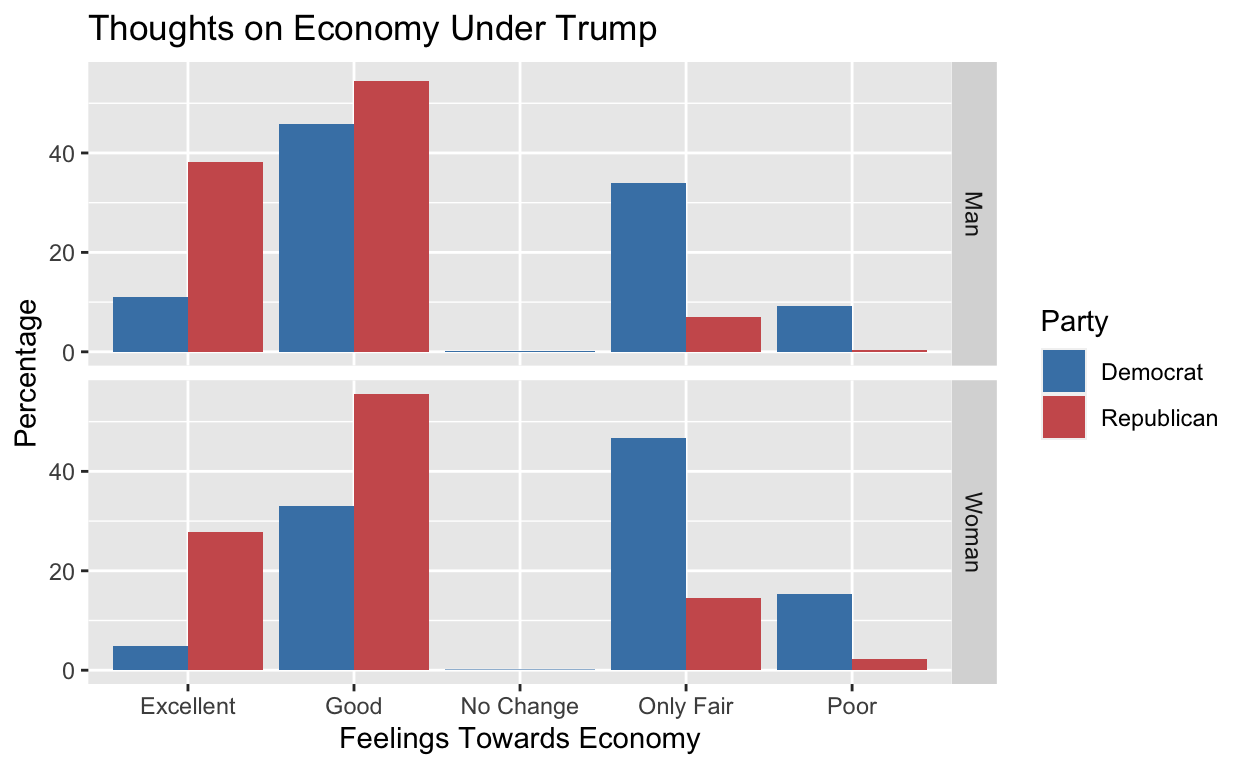 Thoughts on Economy Under Trump
40
20
0
Man
40
20
0
Woman
Percentage
Excellent Good No Change Only Fair Poor
Feelings Towards Economy
Party
Democrat
Republican